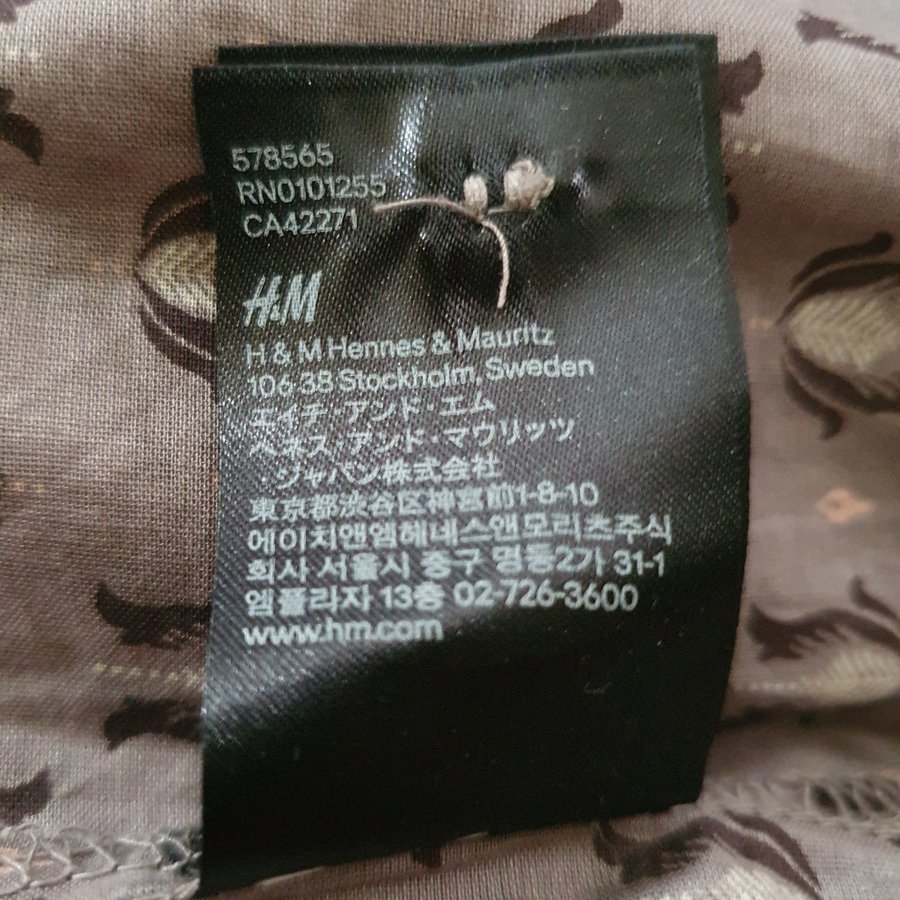 578565
RN0101255
CA42271
H&M
H & M Hennes & Mauritz
106 38 Stockholm, Sweden
エイチ・アンド・エム
ヘネス・アンド・マウリッツ
・ジャパン株式会社
東京都渋谷区神宮前1-8-10
에이치앤엠헤네스앤모리츠주식
회사 서울시 중구 명동2가 31-1
엠플라자 13층 02-726-3600
www.hm.com